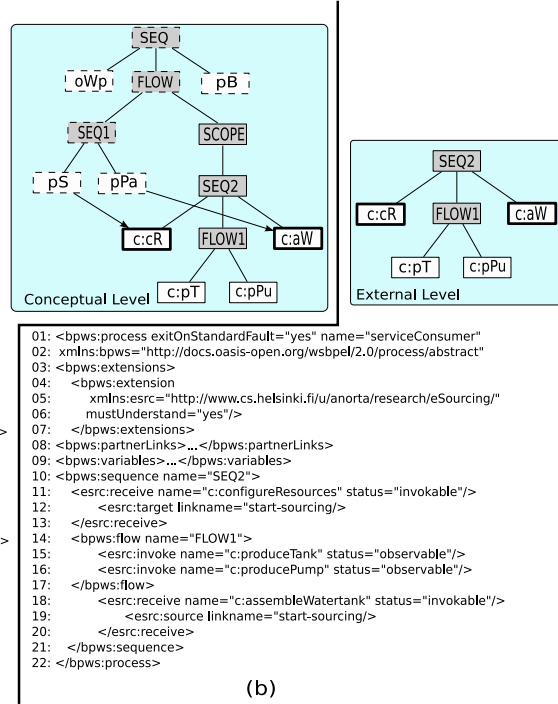 SEQ
oWp FLOW pB
SEQ1 SCOPE
pS pPa SEQ2
c:cR FLOW1 c:aW
c:pT c:pPu
Conceptual Level
SEQ2
c:cR FLOW1 c:aW
c:pT c:pPu
External Level
01: <bpws:process exitOnStandardFault="yes" name="serviceConsumer"
02: xmlns:bpws="http://docs.oasis-open.org/wsbpel/2.0/process/abstract"
03: <bpws:extensions>
04: <bpws:extension
05: xmlns:esrc="http://www.cs.helsinki.fi/u/anorta/research/eSourcing/"
06: mustUnderstand="yes"/>
07: </bpws:extensions>
08: <bpws:partnerLinks>...</bpws:partnerLinks>
09: <bpws:variables>...</bpws:variables>
10: <bpws:sequence name="SEQ2">
11: <esrc:receive name="c:configureResources" status="invokable"/>
12: <esrc:target linkname="start-sourcing/>
13: </esrc:receive>
14: <bpws:flow name="FLOW1">
15: <esrc:invoke name="c:produceTank" status="observable"/>
16: <esrc:invoke name="c:producePump" status="observable"/>
17: </bpws:flow>
18: <esrc:receive name="c:assembleWatertank" status="invokable"/>
19: <esrc:source linkname="start-sourcing/>
20: </esrc:receive>
21: </bpws:sequence>
22: </bpws:process>
>
>
(b)